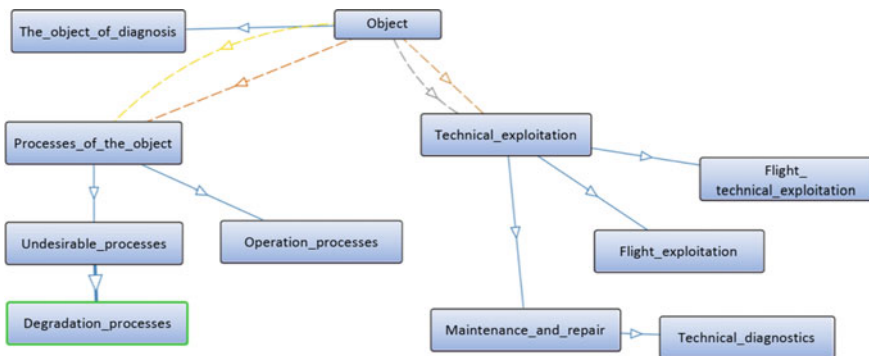 Object
The_object_of_diagnosis
Processes_of_the_object
Technical_exploitation
Flight_
technical_exploitation
Undesirable_processes
Operation_processes
Flight_exploitation
Degradation_processes
Maintenance_and_repair
Technical_diagnostics